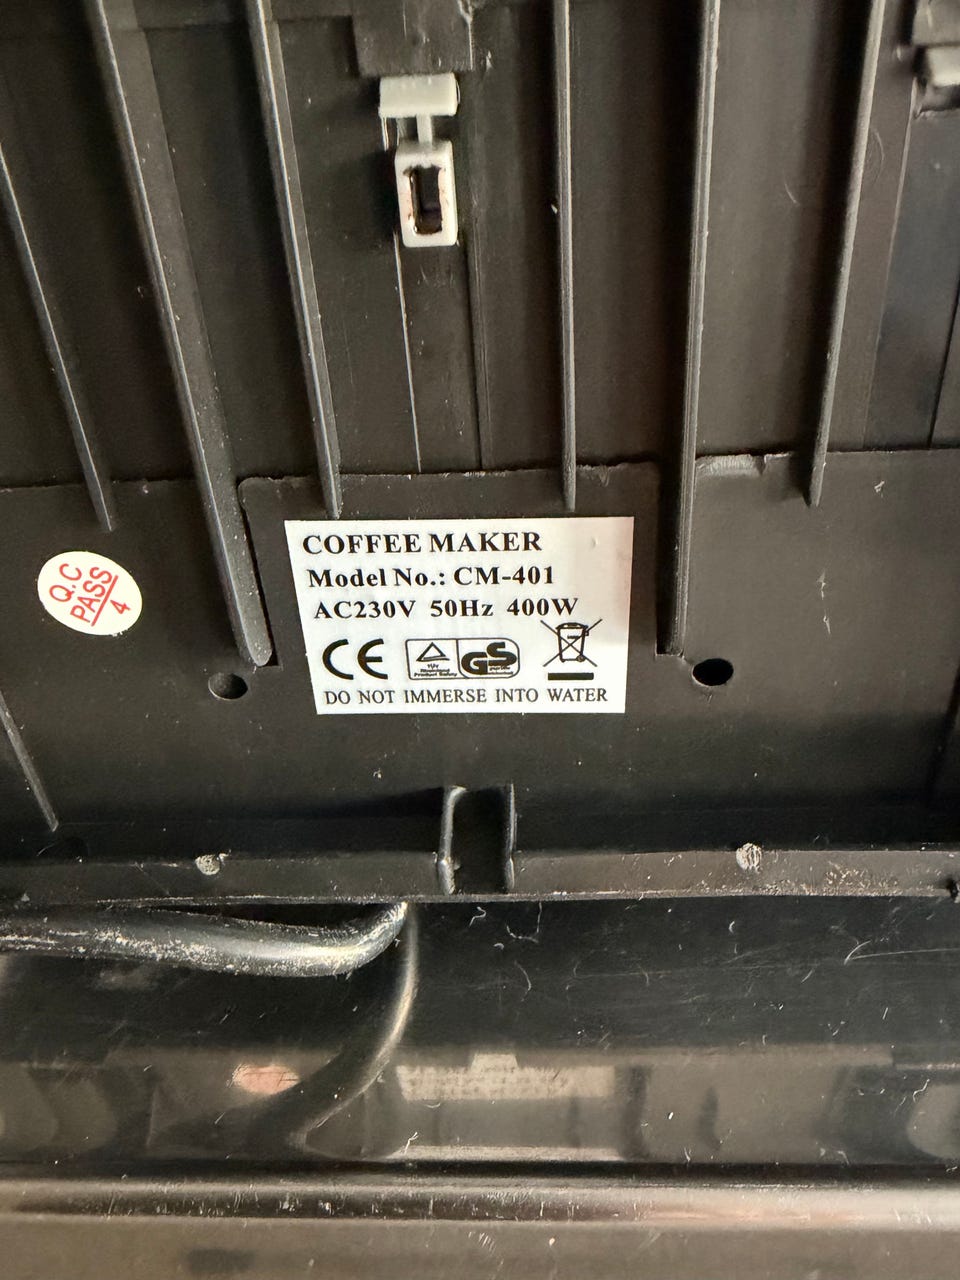 COFFEE MAKER
Model No.: CM-401
AC230V 50Hz 400W
CE
GS
DO NOT IMMERSE INTO WATER
Q.C
PASS
4